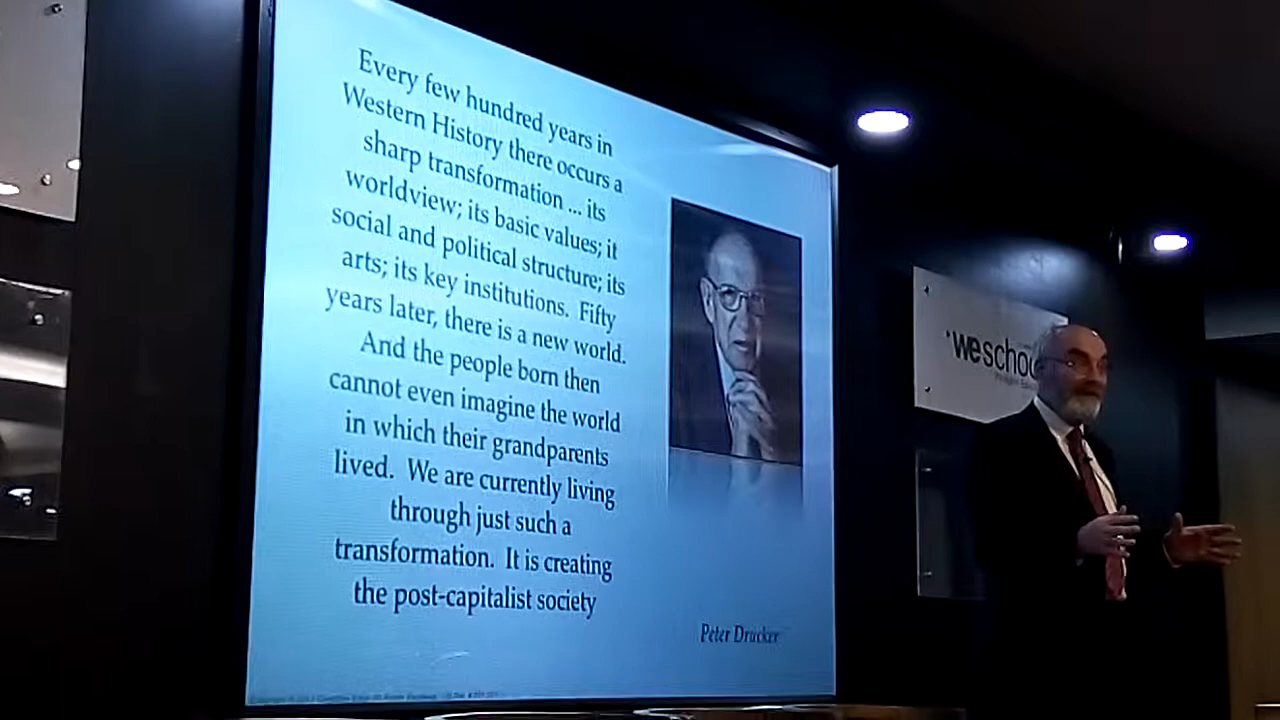 Every few hundred years in
Western History there occurs a
sharp transformation ... its
worldview; its basic values; it
social and political structure; its
arts; its key institutions. Fifty
years later, there is a new world.
And the people born then
cannot even imagine the world
in which their grandparents
lived. We are currently living
through just such a
transformation. It is creating
the post-capitalist society
Peter Drucker
weschoo